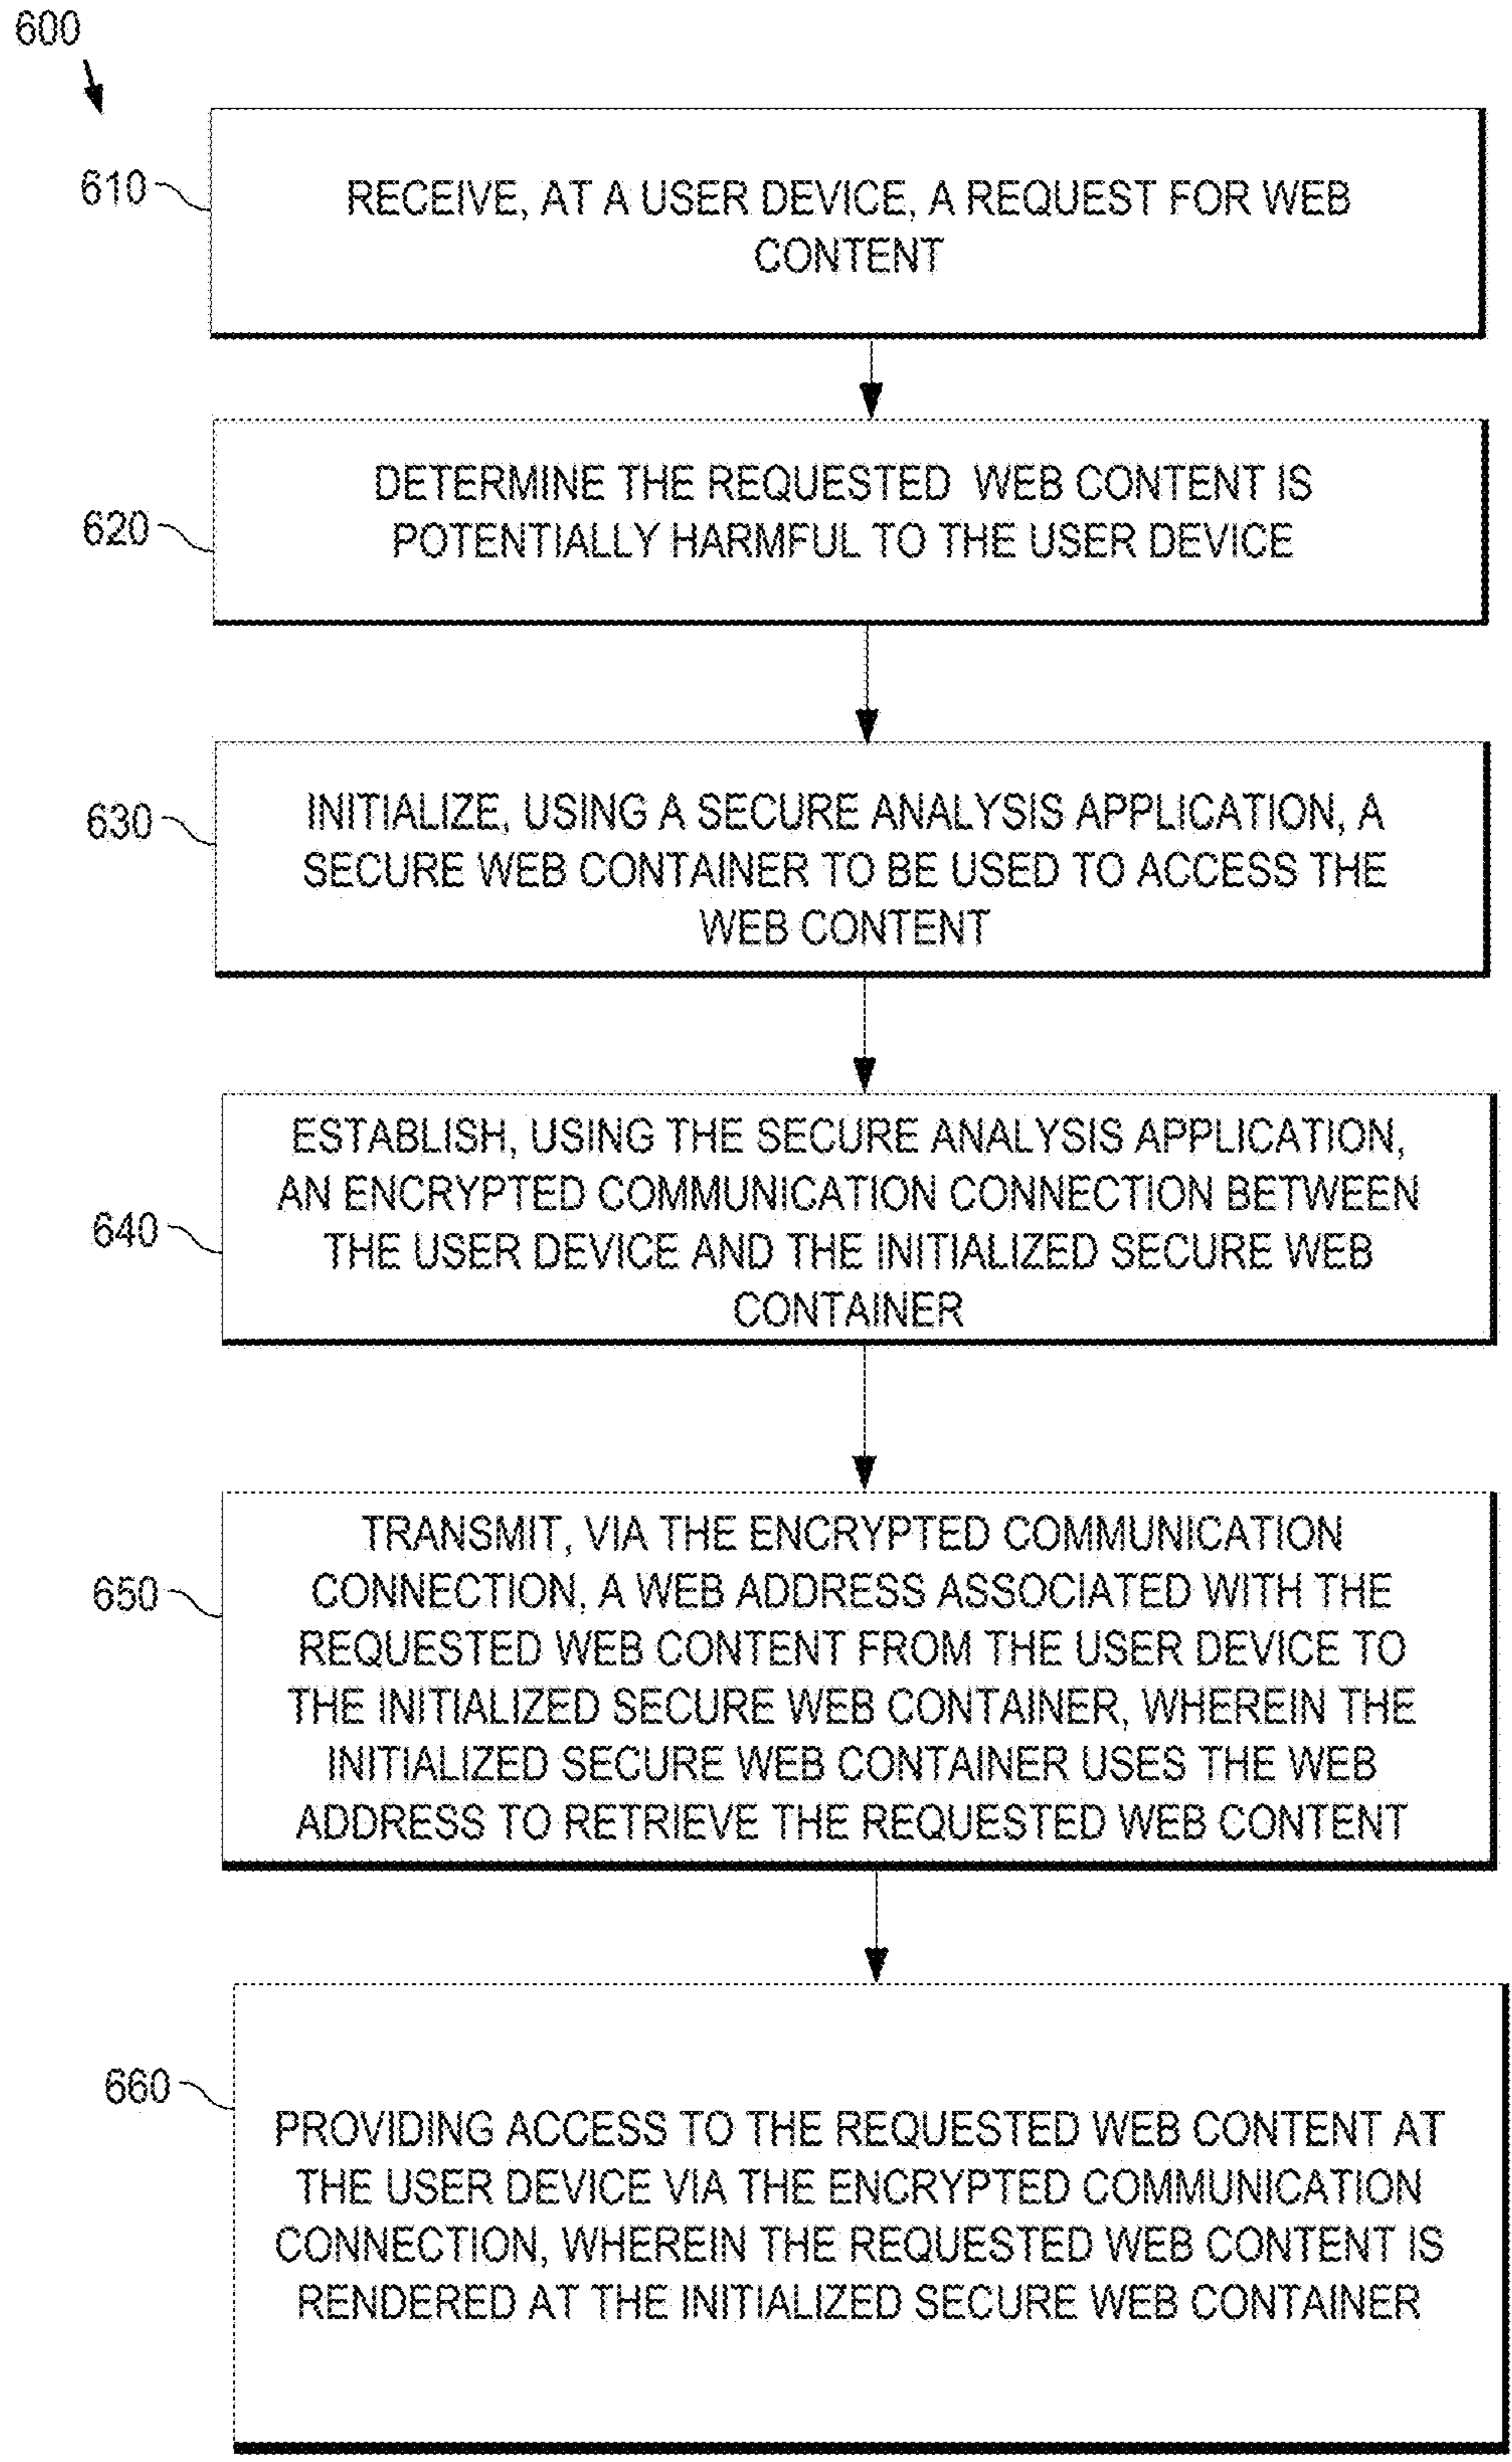 600
610
RECEIVE, AT A USER DEVICE, A REQUEST FOR WEB
CONTENT
620
DETERMINE THE REQUESTED WEB CONTENT IS
POTENTIALLY HARMFUL TO THE USER DEVICE
630
INITIALIZE, USING A SECURE ANALYSIS APPLICATION, A
SECURE WEB CONTAINER TO BE USED TO ACCESS THE
WEB CONTENT
640
ESTABLISH, USING THE SECURE ANALYSIS APPLICATION,
AN ENCRYPTED COMMUNICATION CONNECTION BETWEEN
THE USER DEVICE AND THE INITIALIZED SECURE WEB
CONTAINER
650
TRANSMIT, VIA THE ENCRYPTED COMMUNICATION
CONNECTION, A WEB ADDRESS ASSOCIATED WITH THE
REQUESTED WEB CONTENT FROM THE USER DEVICE TO
THE INITIALIZED SECURE WEB CONTAINER, WHEREIN THE
INITIALIZED SECURE WEB CONTAINER USES THE WEB
ADDRESS TO RETRIEVE THE REQUESTED WEB CONTENT
660
PROVIDING ACCESS TO THE REQUESTED WEB CONTENT AT
THE USER DEVICE VIA THE ENCRYPTED COMMUNICATION
CONNECTION, WHEREIN THE REQUESTED WEB CONTENT IS
RENDERED AT THE INITIALIZED SECURE WEB CONTAINER